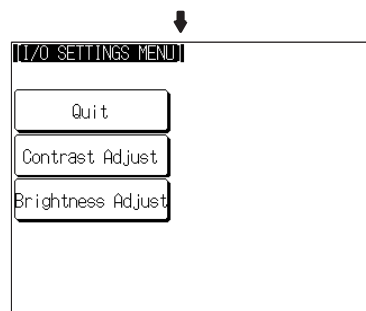 [I/O SETTINGS MENU]
Quit
Contrast Adjust
Brightness Adjust